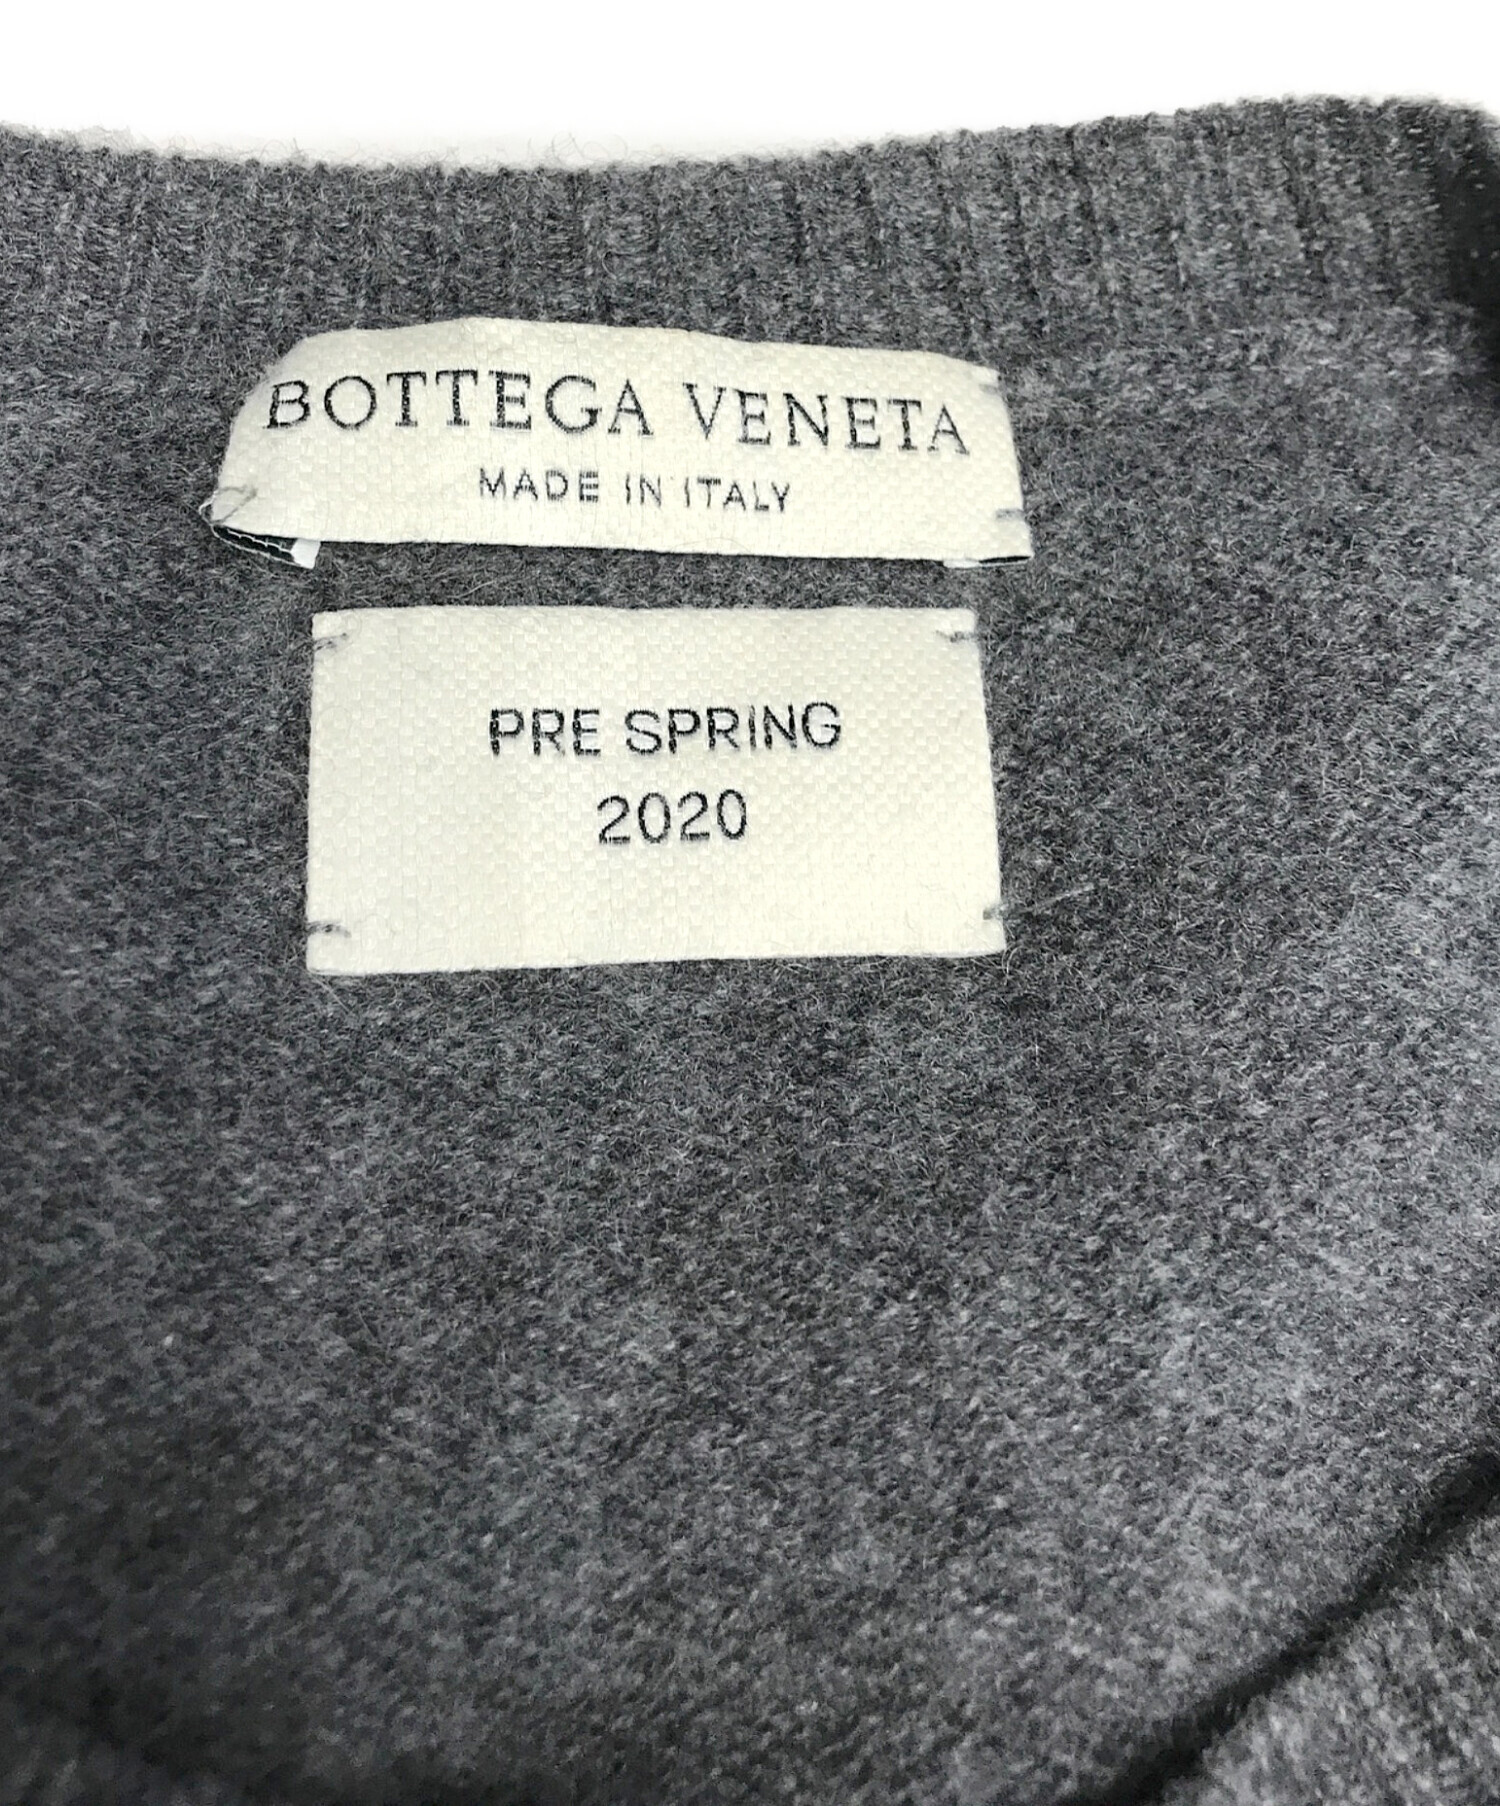 BOTTEGA VENETA
MADE IN ITALY
PRE SPRING
2020